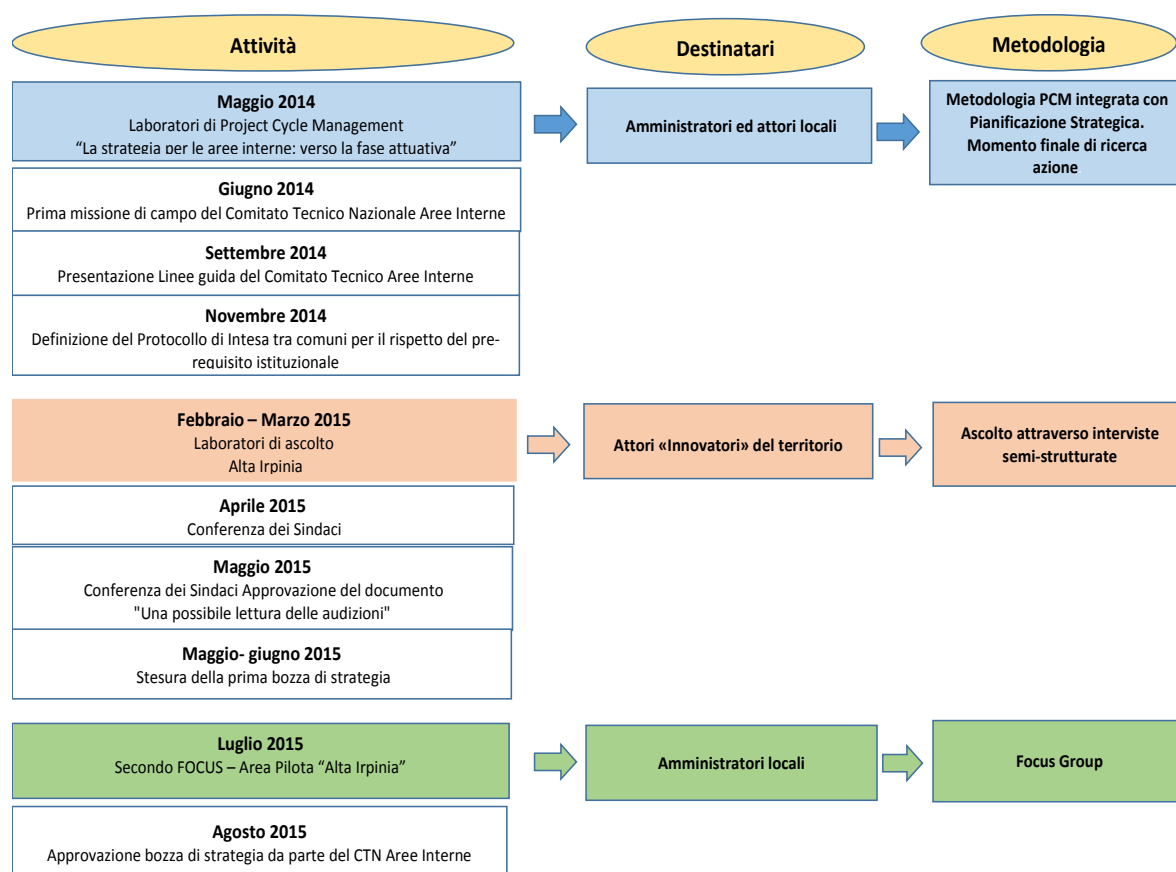 Attività
Destinatari
Metodologia
Maggio 2014
Laboratori di Project Cycle Management
“La strategia per le aree interne: verso la fase attuativa”
Amministratori ed attori locali
Metodologia PCM integrata con
Pianificazione Strategica.
Momento finale di ricerca
azione
Giugno 2014
Prima missione di campo del Comitato Tecnico Nazionale Aree Interne
Settembre 2014
Presentazione Linee guida del Comitato Tecnico Aree Interne
Novembre 2014
Definizione del Protocollo di Intesa tra comuni per il rispetto del pre-
requisito istituzionale
Febbraio – Marzo 2015
Laboratori di ascolto
Alta Irpinia
Attori «Innovatori» del territorio
Ascolto attraverso interviste
semi-strutturate
Aprile 2015
Conferenza dei Sindaci
Maggio 2015
Conferenza dei Sindaci Approvazione del documento
"Una possibile lettura delle audizioni"
Maggio- giugno 2015
Stesura della prima bozza di strategia
Luglio 2015
Secondo FOCUS – Area Pilota “Alta Irpinia”
Amministratori locali
Focus Group
Agosto 2015
Approvazione bozza di strategia da parte del CTN Aree Interne